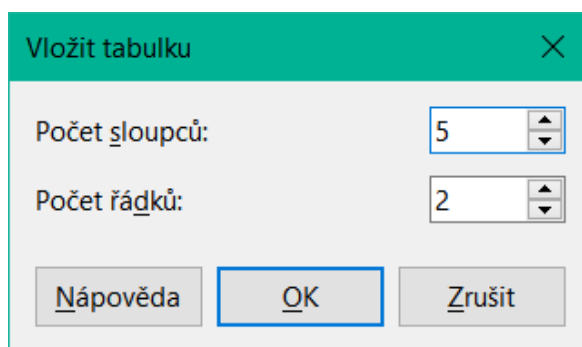 Vložit tabulku
Počet sloupců: 5
Počet řádků: 2
Nápověda OK Zrušit